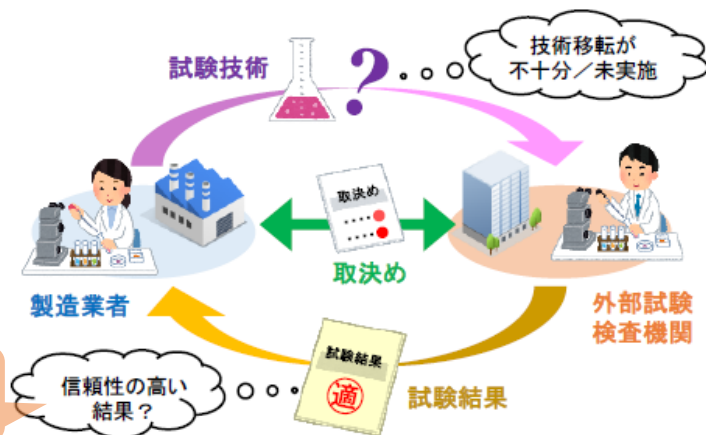 試験技術
?
技術移転が
不十分／未実施
取決め
取決め
製造業者
外部試験
検査機関
試験結果
適
試験結果
信頼性の高い
結果？